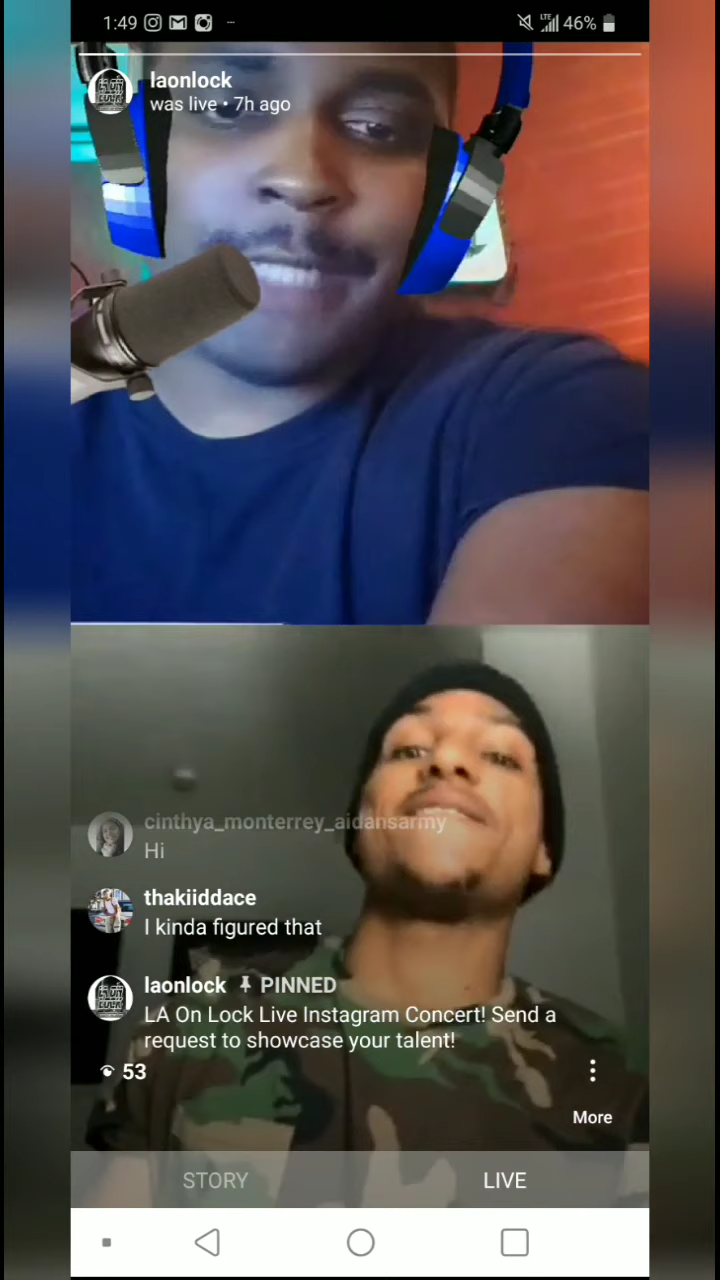 1:49
LTE
46%
laonlock
was live • 7h ago
cinthya_monterrey_aidansarmy
Hi
thakiiddace
I kinda figured that
laonlock PINNED
LA On Lock Live Instagram Concert! Send a
request to showcase your talent!
53
More
STORY
LIVE